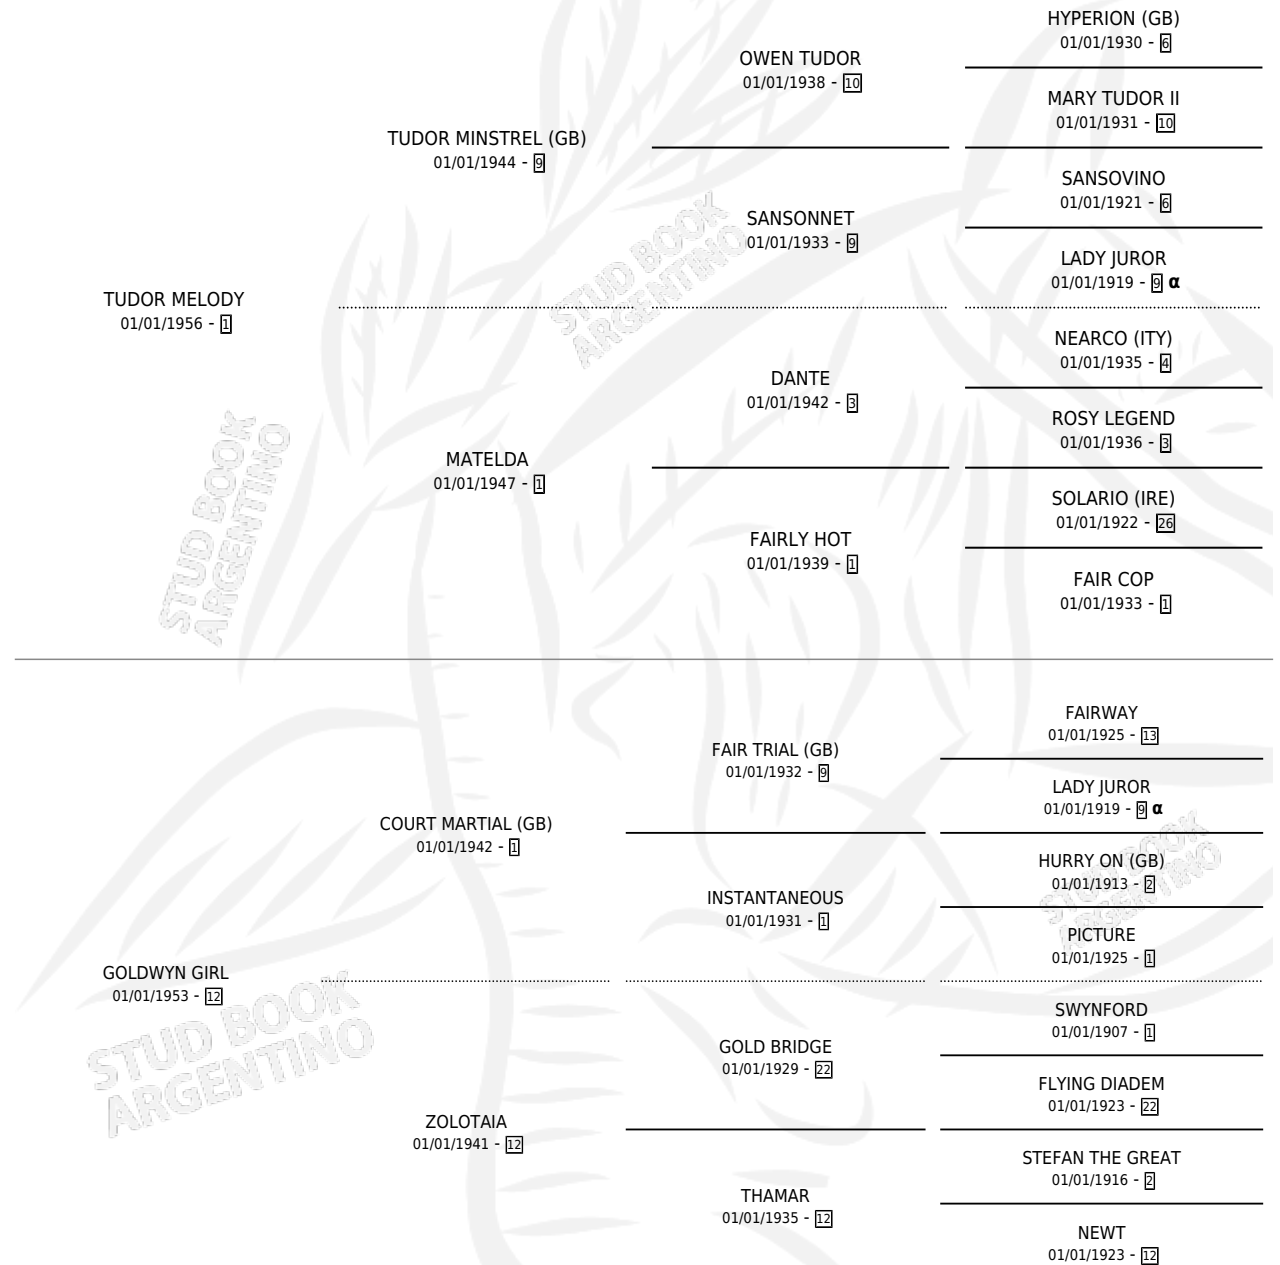 HYPERION (GB)
01/01/1930 - 6
OWEN TUDOR
01/01/1938 - 10
MARY TUDOR II
01/01/1931 - 10
TUDOR MINSTREL (GB)
01/01/1944 - 9
SANSOVINO
01/01/1921 - 6
SANSONNET
01/01/1933 - 9
LADY JUROR
01/01/1919 - 9 α
TUDOR MELODY
01/01/1956 - 1
NEARCO (ITY)
01/01/1935 - 4
DANTE
01/01/1942 - 3
ROSY LEGEND
01/01/1936 - 3
MATELDA
01/01/1947 - 1
SOLARIO (IRE)
01/01/1922 - 26
FAIRLY HOT
01/01/1939 - 1
FAIR COP
01/01/1933 - 1
FAIRWAY
01/01/1925 - 13
FAIR TRIAL (GB)
01/01/1932 - 9
LADY JUROR
01/01/1919 - 9 α
COURT MARTIAL (GB)
01/01/1942 - 1
HURRY ON (GB)
01/01/1913 - 2
INSTANTANEOUS
01/01/1931 - 1
PICTURE
01/01/1925 - 1
GOLDWYN GIRL
01/01/1953 - 12
SWYNFORD
01/01/1907 - 1
GOLD BRIDGE
01/01/1929 - 22
FLYING DIADEM
01/01/1923 - 22
ZOLOTAIA
01/01/1941 - 12
STEFAN THE GREAT
01/01/1916 - 2
THAMAR
01/01/1935 - 12
NEWT
01/01/1923 - 12
STUD BOOK
ARGENTINO
STUD BOOK
ARGENTINO
STUD BOOK
ARGENTINO
STUD BOOK
ARGENTINO